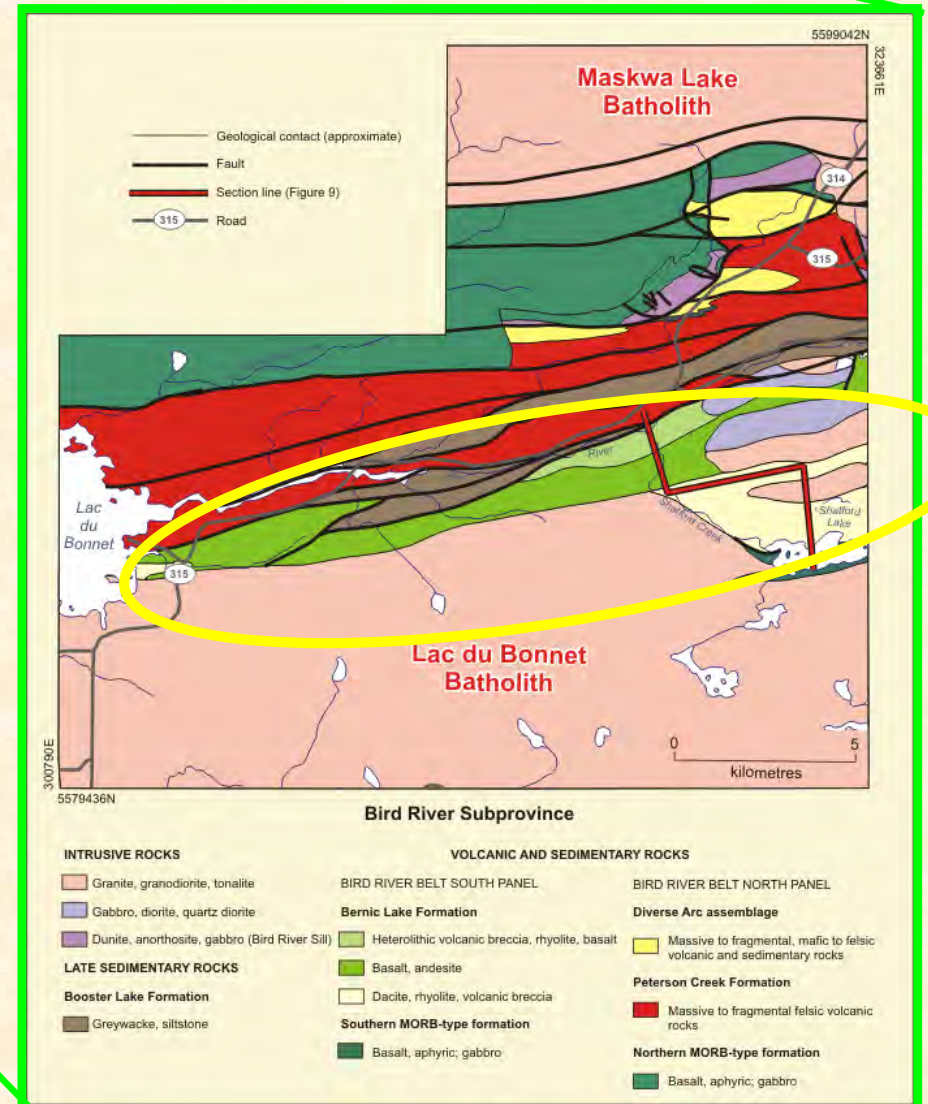 5599042N
323661E
Maskwa Lake
Batholith
Geological contact (approximate)
Fault
Section line (Figure 9)
315 Road
314
315
River
Shatford Creek
Shatford
Lake
Lac
du
Bonnet
315
Lac du Bonnet
Batholith
0 5
kilometres
300790E
5579436N
Bird River Subprovince
INTRUSIVE ROCKS
Granite, granodiorite, tonalite
Gabbro, diorite, quartz diorite
Dunite, anorthosite, gabbro (Bird River Sill)
LATE SEDIMENTARY ROCKS
Booster Lake Formation
Greywacke, siltstone
VOLCANIC AND SEDIMENTARY ROCKS
BIRD RIVER BELT SOUTH PANEL
Bernic Lake Formation
Heterolithic volcanic breccia, rhyolite, basalt
Basalt, andesite
Dacite, rhyolite, volcanic breccia
Southern MORB-type formation
Basalt, aphyric; gabbro
BIRD RIVER BELT NORTH PANEL
Diverse Arc assemblage
Massive to fragmental, mafic to felsic
volcanic and sedimentary rocks
Peterson Creek Formation
Massive to fragmental felsic volcanic
rocks
Northern MORB-type formation
Basalt, aphyric; gabbro